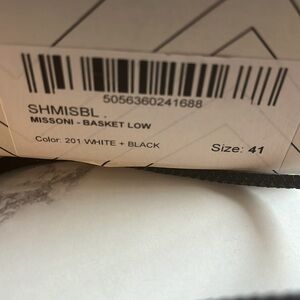 5056360241688
SHMISBL .
MISSONI - BASKET LOW
Color: 201 WHITE + BLACK
Size: 41